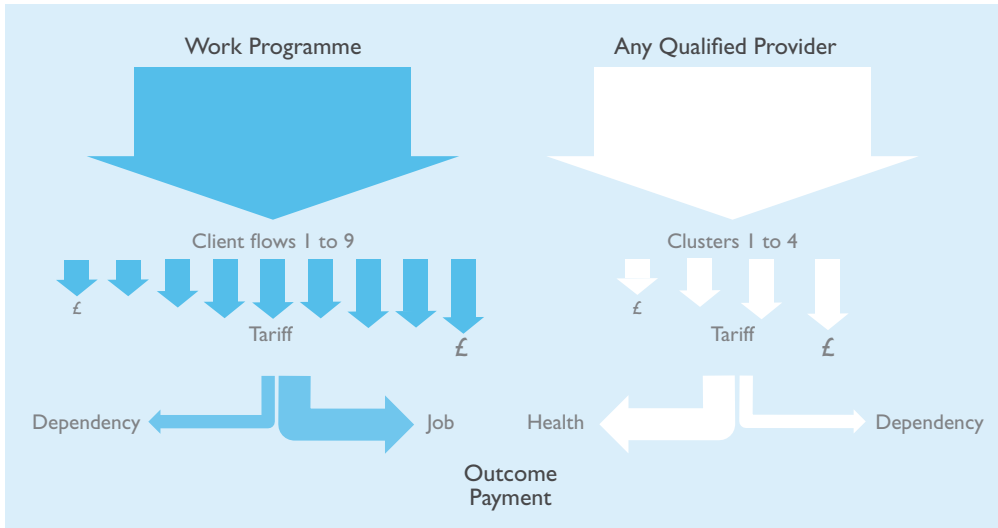 Work Programme
Any Qualified Provider
Client flows 1 to 9
Clusters 1 to 4
£
£
Tariff
Tariff
£
£
Dependency
Job
Health
Dependency
Outcome
Payment